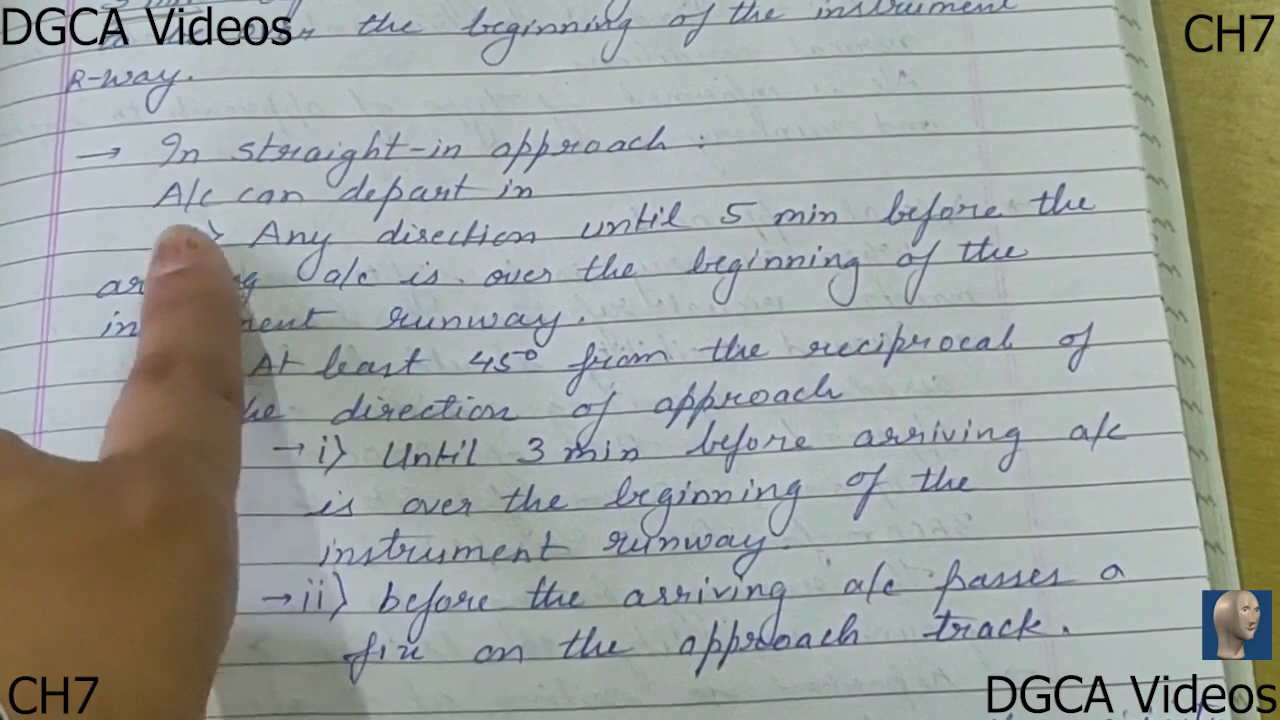 DGCA Videos
CH7
the beginning of the instrument
R-way.
→ In straight-in approach :
A/c can depart in
> Any direction until 5 min before the
a/c is over the beginning of the
runway.
At least 45° from the reciprocal of
direction of approach
→ i) Until 3 min before arriving a/c
is over the beginning of the
instrument runway.
→ ii) before the arriving a/c passes a
fix on the approach track.
CH7
DGCA Videos